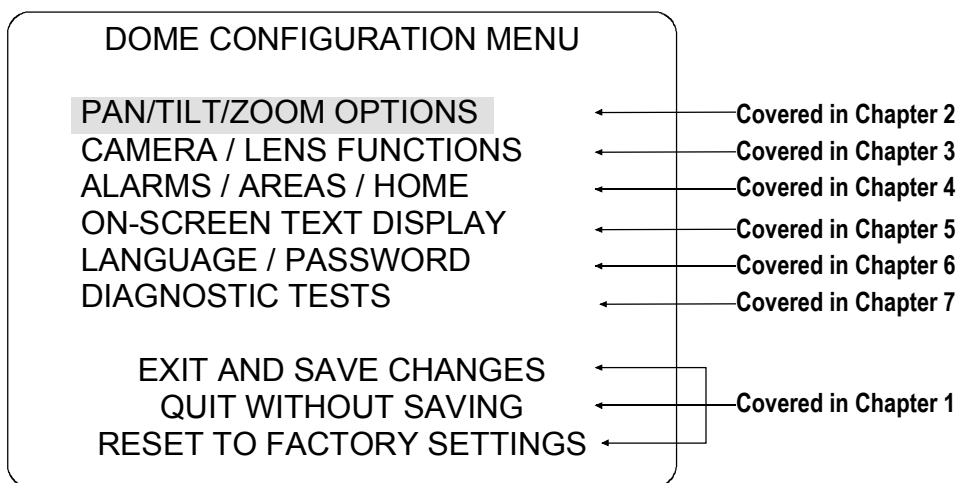 DOME CONFIGURATION MENU
PAN/TILT/ZOOM OPTIONS
Covered in Chapter 2
CAMERA / LENS FUNCTIONS
Covered in Chapter 3
ALARMS / AREAS / HOME
Covered in Chapter 4
ON-SCREEN TEXT DISPLAY
Covered in Chapter 5
LANGUAGE / PASSWORD
Covered in Chapter 6
DIAGNOSTIC TESTS
Covered in Chapter 7
EXIT AND SAVE CHANGES
QUIT WITHOUT SAVING
Covered in Chapter 1
RESET TO FACTORY SETTINGS